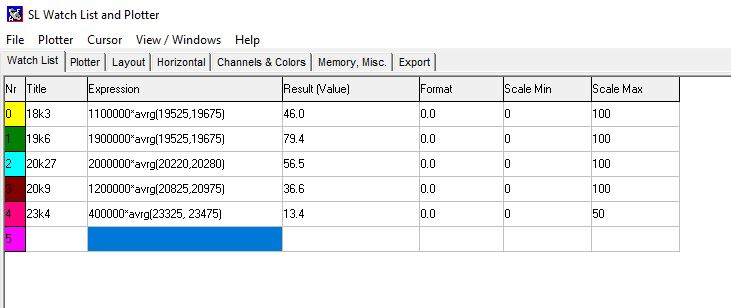 SL Watch List and Plotter
File Plotter Cursor View / Windows Help
Watch List Plotter Layout Horizontal Channels & Colors Memory, Misc. Export
Nr Title Expression Result (Value) Format Scale Min Scale Max
0 18k3 1100000*avrg(19525,19675) 46.0 0.0 0 100
1 19k6 1900000*avrg(19525,19675) 79.4 0.0 0 100
2 20k27 2000000*avrg(20220,20280) 56.5 0.0 0 100
3 20k9 1200000*avrg(20825,20975) 36.6 0.0 0 100
4 23k4 400000*avrg(23325, 23475) 13.4 0.0 0 50
5